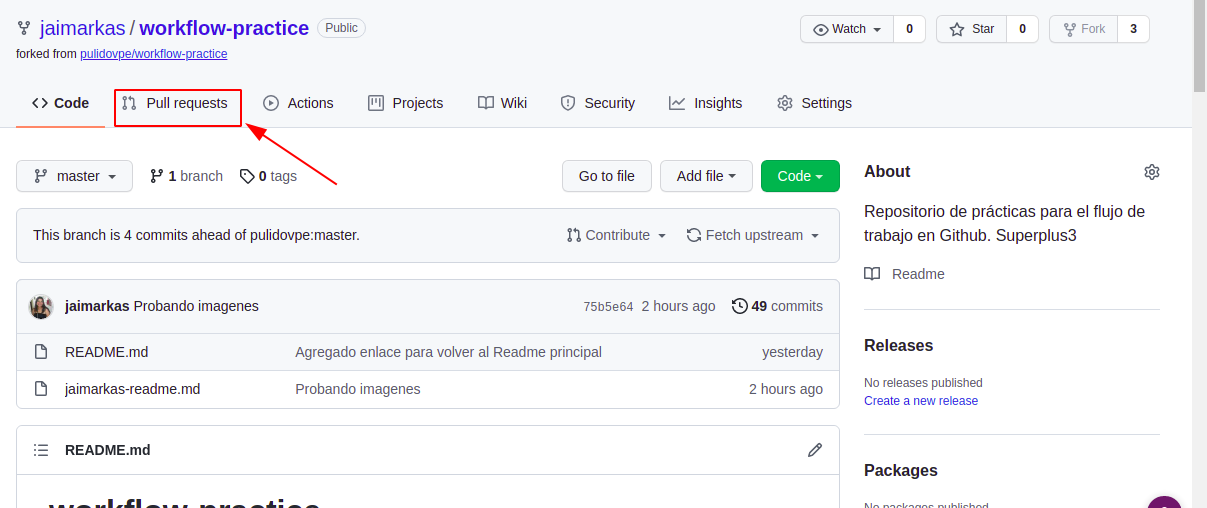 jaimarkas / workflow-practice Public
Watch 0 Star 0 Fork 3
forked from pulidovpe/workflow-practice
Code Pull requests Actions Projects Wiki Security Insights Settings
master 1 branch 0 tags Go to file Add file Code
This branch is 4 commits ahead of pulidovpe:master. Contribute Fetch upstream
jaimarkas Probando imagenes 75b5e64 2 hours ago 49 commits
README.md Agregado enlace para volver al Readme principal yesterday
jaimarkas-readme.md Probando imagenes 2 hours ago
README.md
workflow-practice
About
Repositorio de prácticas para el flujo de
trabajo en Github. Superplus3
Readme
Releases
No releases published
Create a new release
Packages
No packages published